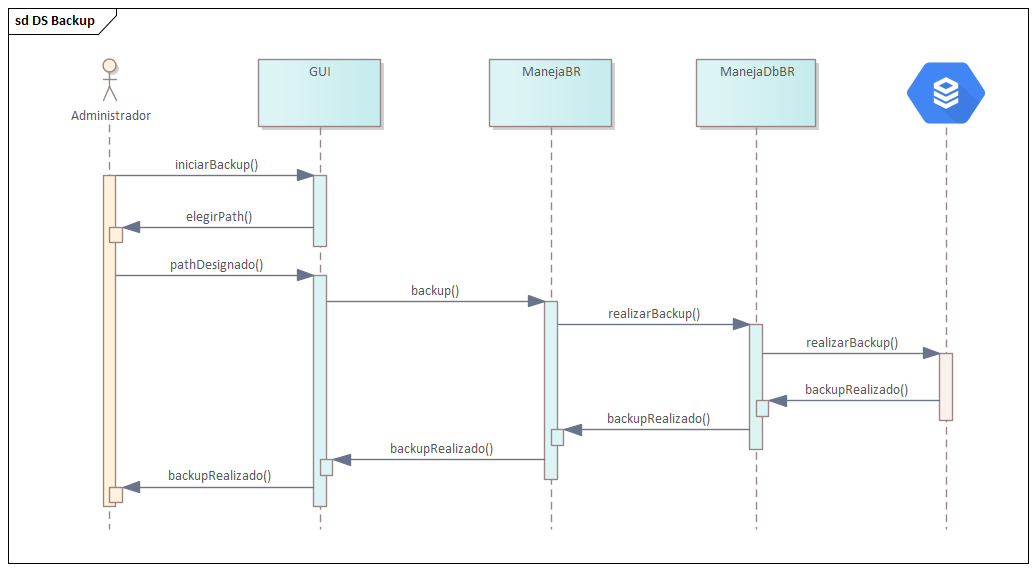 sd DS Backup
GUI
ManejaBR
ManejaDbBR
Administrador
iniciarBackup()
elegirPath()
pathDesignado()
backup()
realizarBackup()
realizarBackup()
backupRealizado()
backupRealizado()
backupRealizado()
backupRealizado()